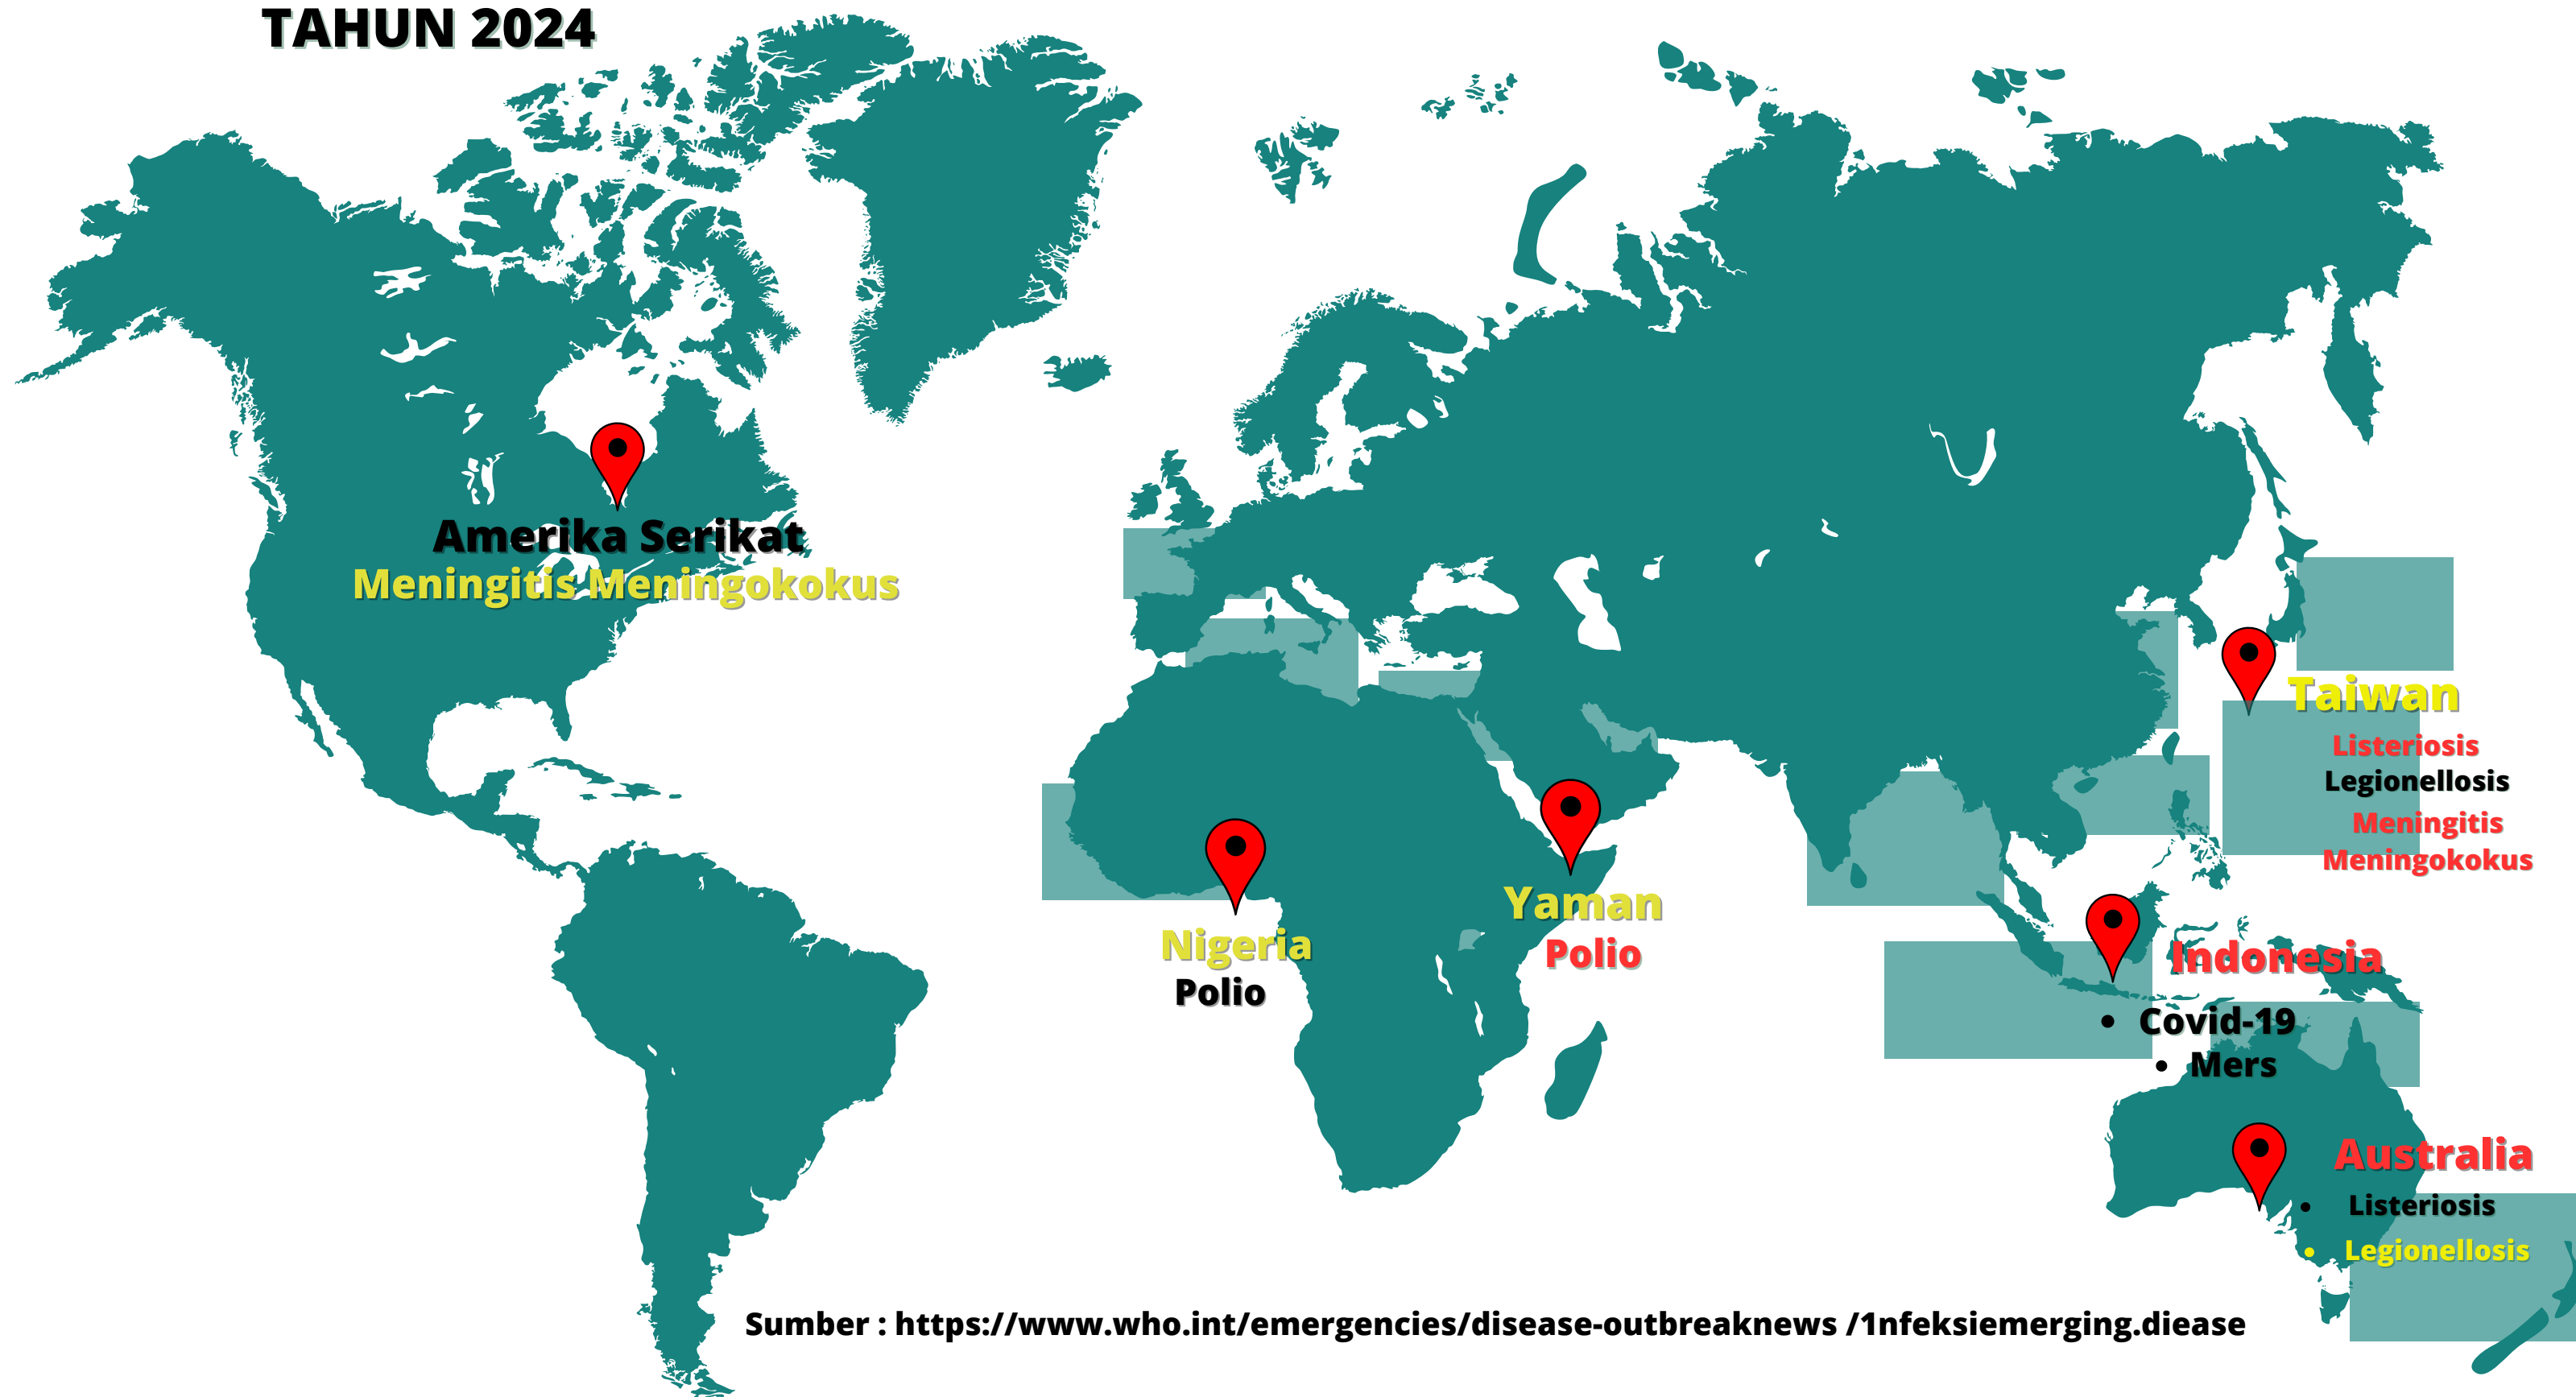 TAHUN 2024
Amerika Serikat
Meningitis Meningokokus
Taiwan
Listeriosis
Legionellosis
Meningitis
Meningokokus
Yaman
Polio
Nigeria
Polio
Indonesia
• Covid-19
• Mers
Australia
• Listeriosis
• Legionellosis
Sumber : https://www.who.int/emergencies/disease-outbreaknews /1nfeksiemerging.diease